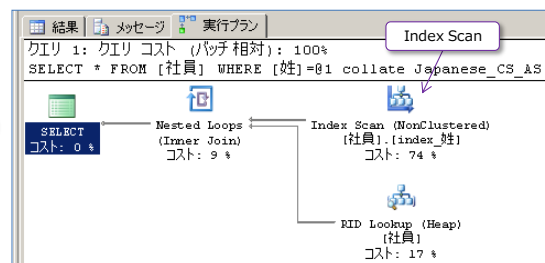 結果 メッセージ 実行プラン
クエリ 1: クエリ コスト (バッチ相対): 100%
SELECT * FROM [社員] WHERE [姓]=@1 collate Japanese_CS_AS
Index Scan
SELECT
コスト: 0 %
Nested Loops
(Inner Join)
コスト: 9 %
Index Scan (NonClustered)
[社員].[index_姓]
コスト: 74 %
RID Lookup (Heap)
[社員]
コスト: 17 %